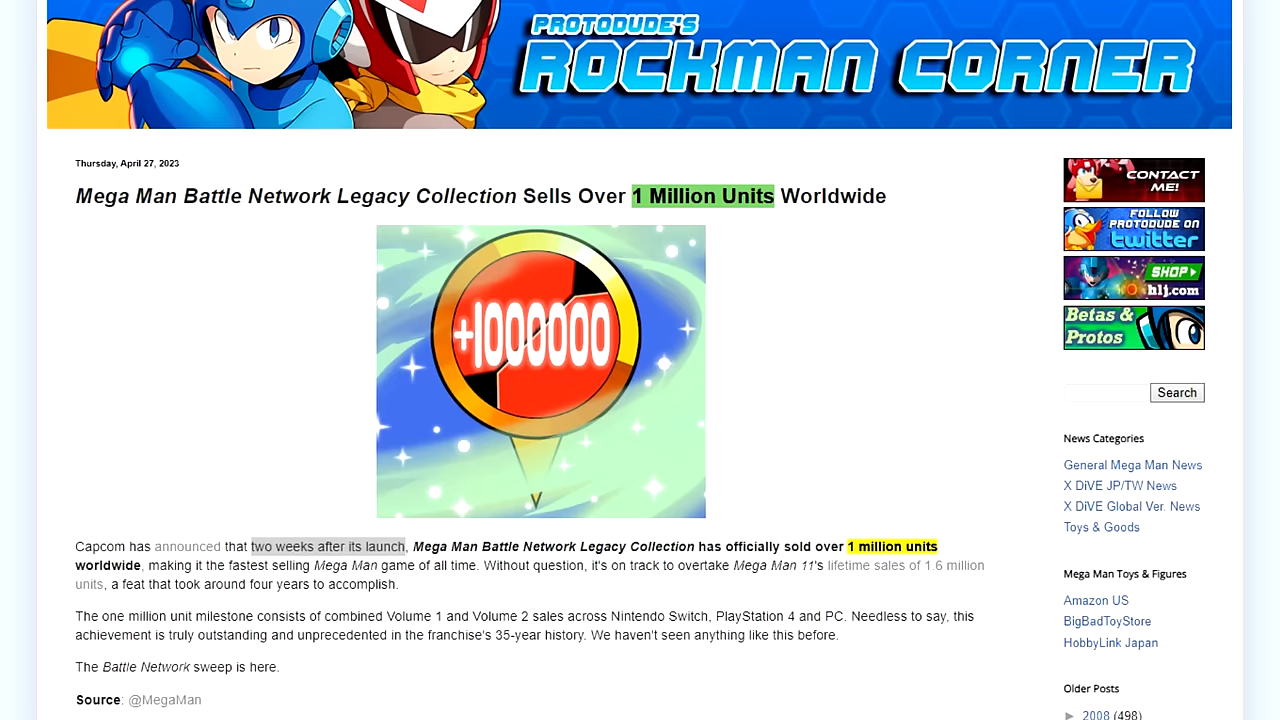 PROTODUDE'S
ROCKMAN CORNER
Thursday, April 27, 2023
Mega Man Battle Network Legacy Collection Sells Over 1 Million Units Worldwide
+1000000
Capcom has announced that two weeks after its launch, Mega Man Battle Network Legacy Collection has officially sold over 1 million units
worldwide, making it the fastest selling Mega Man game of all time. Without question, it's on track to overtake Mega Man 11's lifetime sales of 1.6 million
units, a feat that took around four years to accomplish.
The one million unit milestone consists of combined Volume 1 and Volume 2 sales across Nintendo Switch, PlayStation 4 and PC. Needless to say, this
achievement is truly outstanding and unprecedented in the franchise's 35-year history. We haven't seen anything like this before.
The Battle Network sweep is here.
Source: @MegaMan
CONTACT
ME!
FOLLOW
PROTODUDE ON
twitter
SHOP
hlj.com
Betas &
Protos
Search
News Categories
General Mega Man News
X DiVE JP/TW News
X DiVE Global Ver. News
Toys & Goods
Mega Man Toys & Figures
Amazon US
BigBadToyStore
HobbyLink Japan
Older Posts
► 2008 (498)